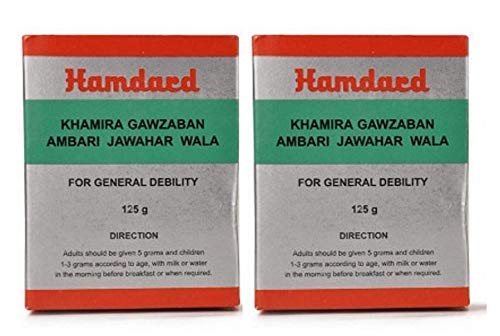 Hamdard
KHAMIRA GAWZABAN
AMBARI JAWAHAR WALA
FOR GENERAL DEBILITY
125 g
DIRECTION
Adults should be given 5 grams and children
1-3 grams according to age, with milk or water
in the morning before breakfast or when required.
Hamdard
KHAMIRA GAWZABAN
AMBARI JAWAHAR WALA
FOR GENERAL DEBILITY
125 g
DIRECTION
Adults should be given 5 grams and children
1-3 grams according to age, with milk or water
in the morning before breakfast or when required.